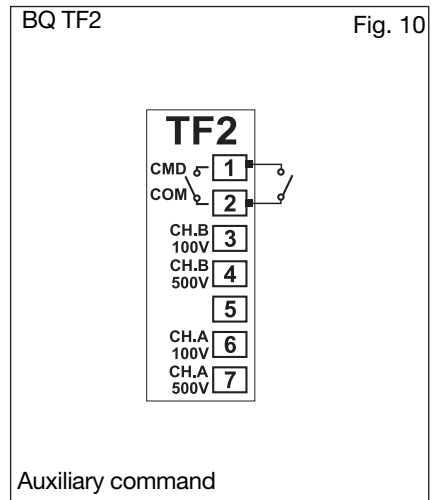 BQ TF2
Fig. 10
TF2
CMD
1
COM
2
CH.B
100V
3
CH.B
500V
4
5
CH.A
100V
6
CH.A
500V
7
Auxiliary command